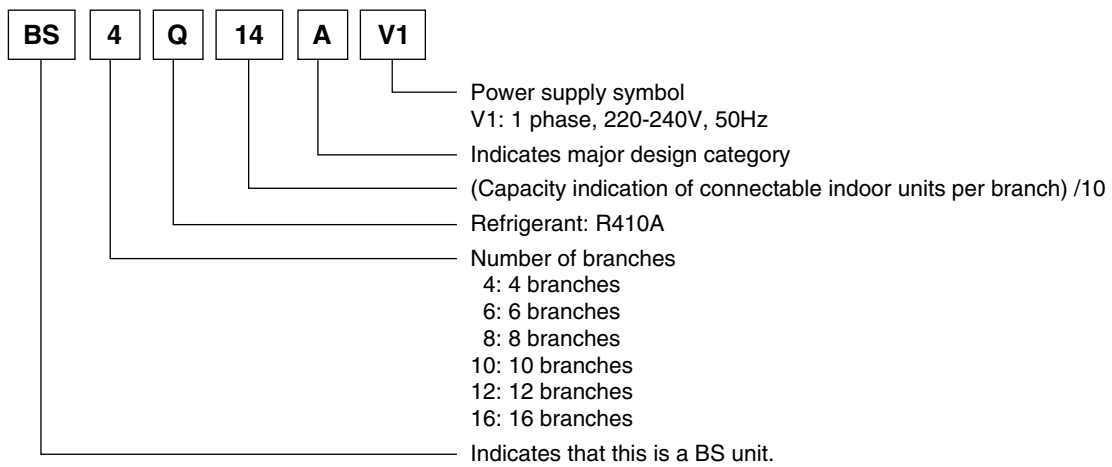 BS 4 Q 14 A V1
Power supply symbol
V1: 1 phase, 220-240V, 50Hz
Indicates major design category
(Capacity indication of connectable indoor units per branch) /10
Refrigerant: R410A
Number of branches
4: 4 branches
6: 6 branches
8: 8 branches
10: 10 branches
12: 12 branches
16: 16 branches
Indicates that this is a BS unit.